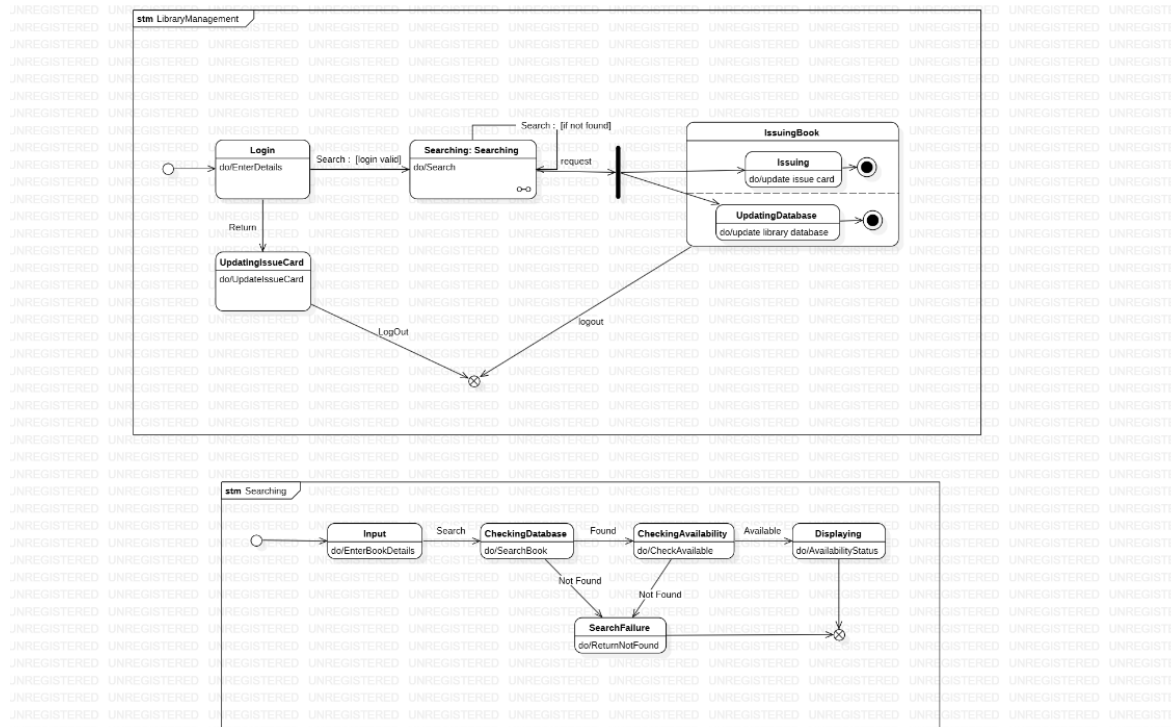 stm LibraryManagement
Search : [if not found]
IssuingBook
Login
do/EnterDetails
Search : [login valid]
Searching: Searching
do/Search
request
Issuing
do/update issue card
UpdatingDatabase
do/update library database
Return
UpdatingIssueCard
do/UpdateIssueCard
LogOut
logout
stm Searching
Input
do/EnterBookDetails
Search
CheckingDatabase
do/SearchBook
Found
CheckingAvailability
do/CheckAvailable
Available
Displaying
do/AvailabilityStatus
Not Found
Not Found
SearchFailure
do/ReturnNotFound
UNREGISTERED